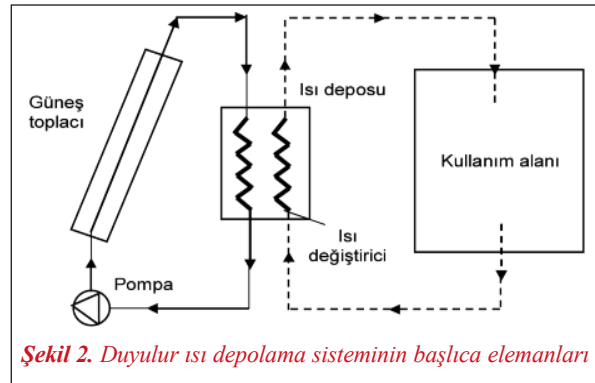 Güneş
toplacı
Isı deposu
Kullanım alanı
Isı
değiştirici
Pompa
Şekil 2. Duyulur ısı depolama sisteminin başlıca elemanları